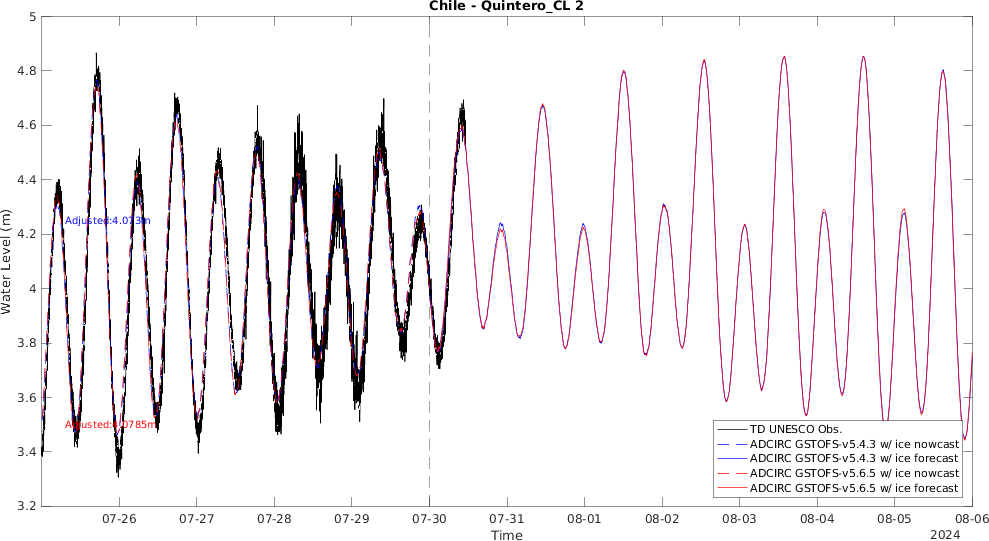 Chile - Quintero_CL 2
5
4.8
4.6
4.4
4.2
4
3.8
3.6
3.4
3.2
Water Level (m)
Adjusted:4.073m
Adjusted:4.0785m
TD UNESCO Obs.
ADCIRC GSTOFS-v5.4.3 w/ ice nowcast
ADCIRC GSTOFS-v5.4.3 w/ ice forecast
ADCIRC GSTOFS-v5.6.5 w/ ice nowcast
ADCIRC GSTOFS-v5.6.5 w/ ice forecast
07-26 07-27 07-28 07-29 07-30 07-31 08-01 08-02 08-03 08-04 08-05 08-06
Time
2024